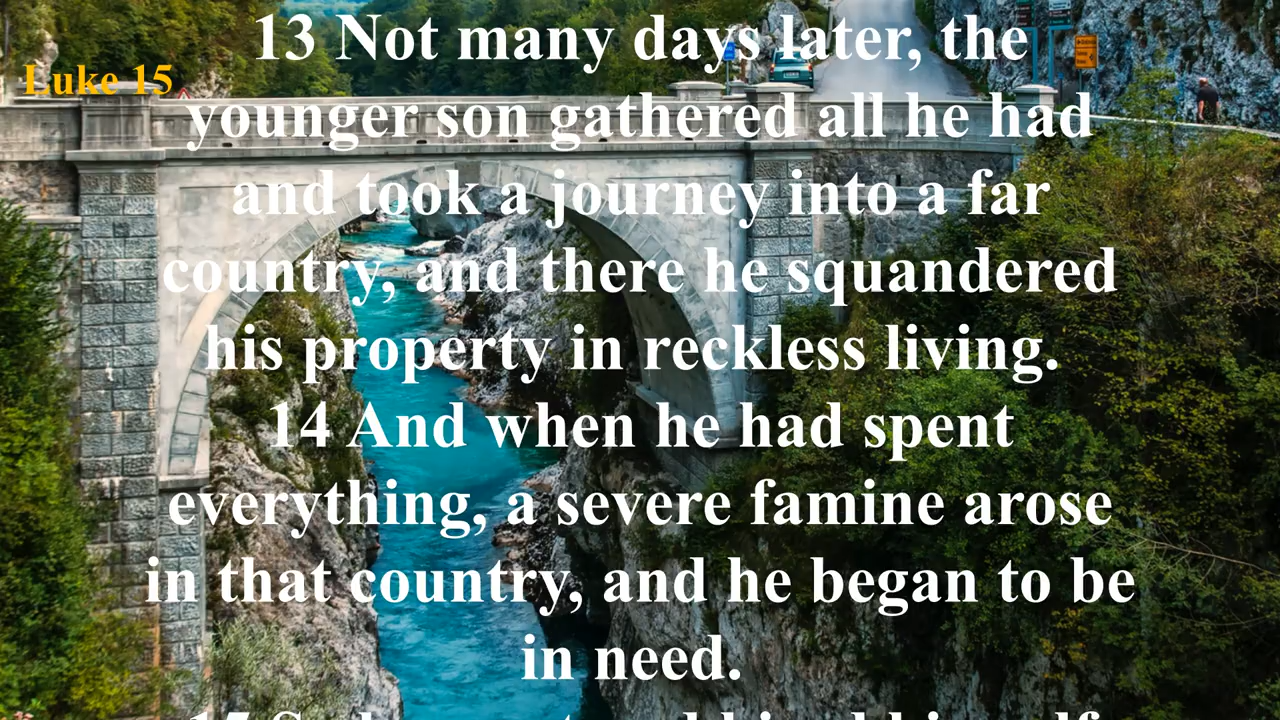 13 Not many days later, the
Luke 15
younger son gathered all he had
and took a journey into a far
country, and there he squandered
his property in reckless living.
14 And when he had spent
everything, a severe famine arose
in that country, and he began to be
in need.